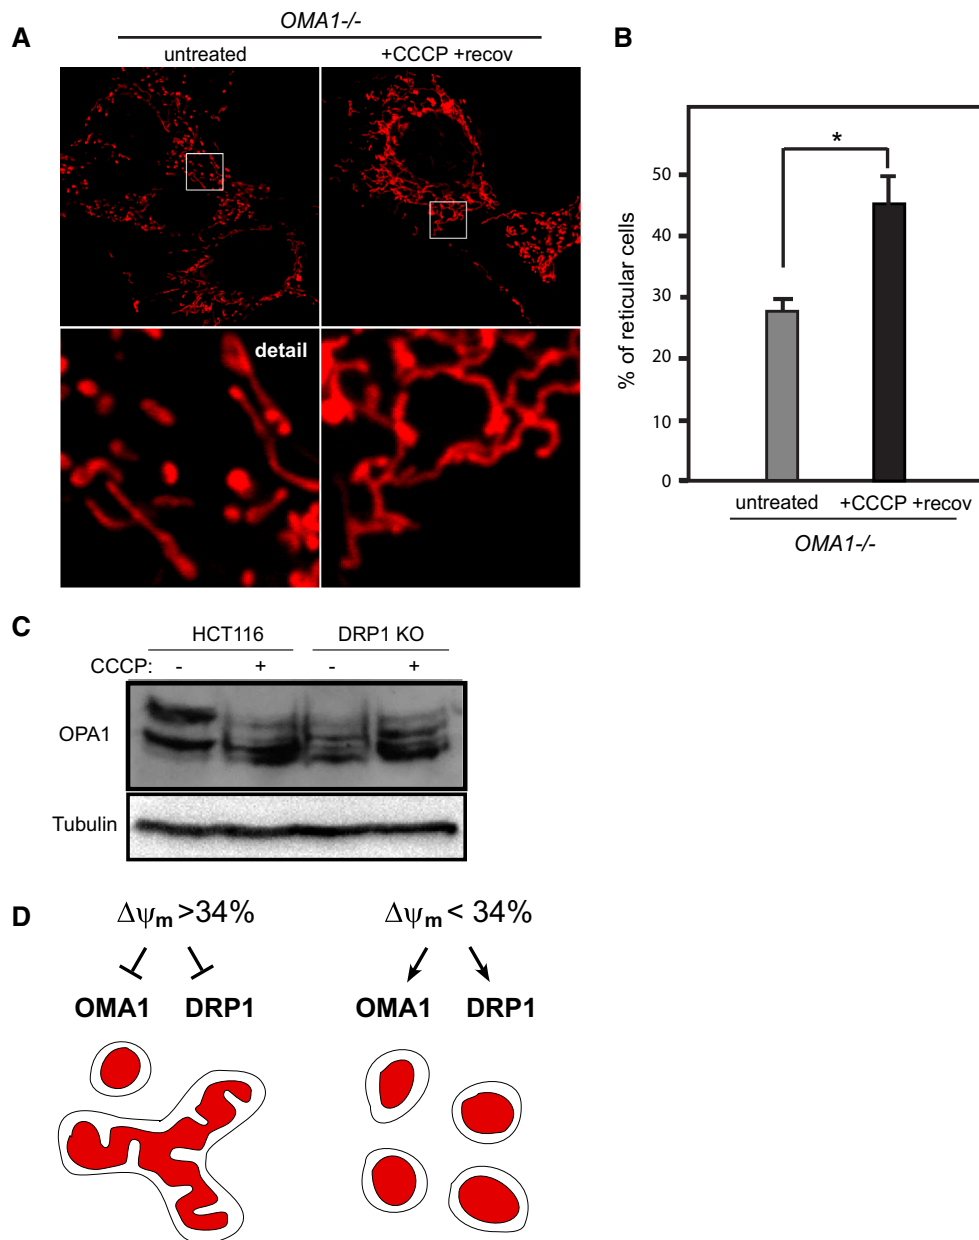 A
OMA1-/-
untreated
+CCCP +recov
detail
B
% of reticular cells
50
40
30
20
10
0
*
untreated
+CCCP +recov
OMA1-/-
C
HCT116
DRP1 KO
CCCP: - + - +
OPA1
Tubulin
D
Δψm >34%
Δψm < 34%
OMA1 DRP1
OMA1 DRP1